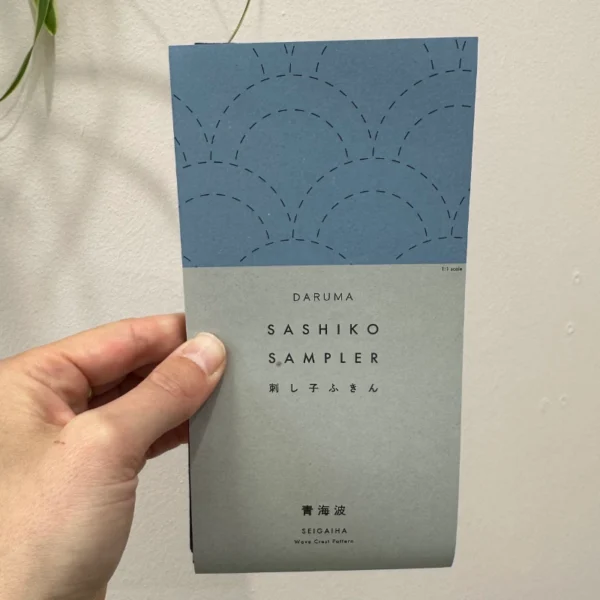 1:1 scale
DARUMA
SASHIKO
SAMPLER
刺し子ふきん
青海波
SEIGAIHA
Wave Crest Pattern